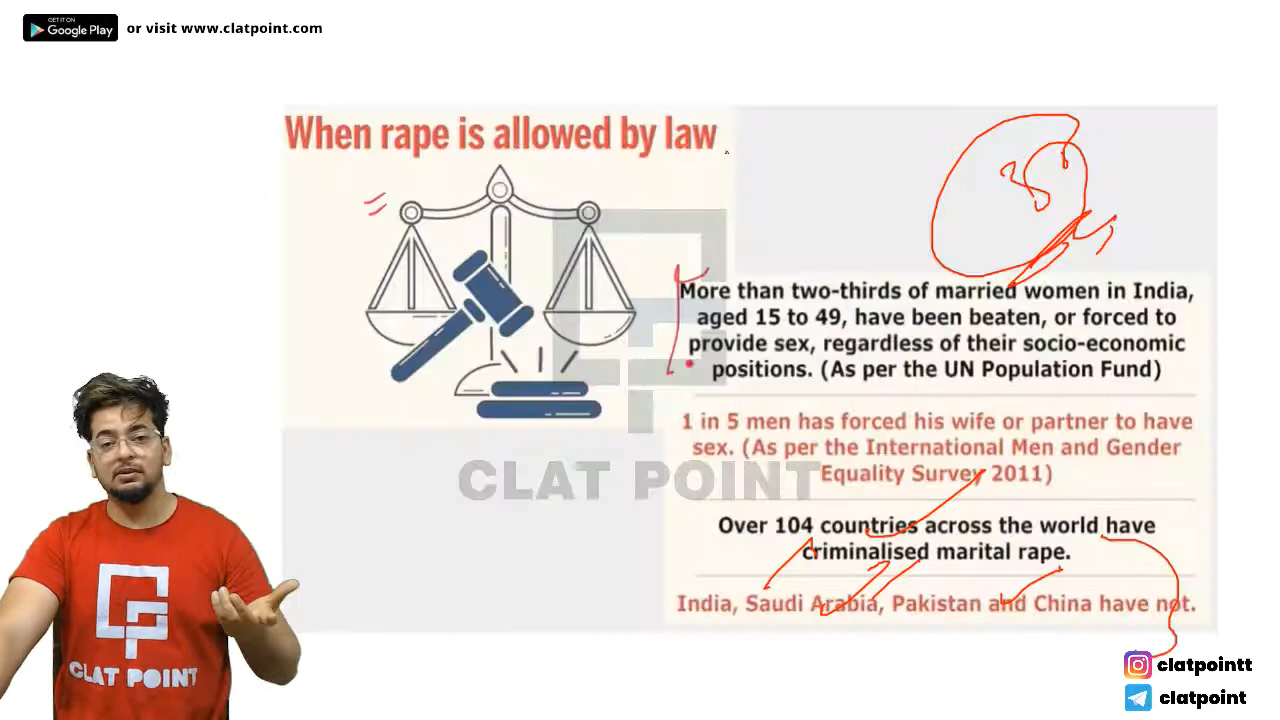 GET IT ON
Google Play
or visit www.clatpoint.com
When rape is allowed by law
More than two-thirds of married women in India,
aged 15 to 49, have been beaten, or forced to
provide sex, regardless of their socio-economic
positions. (As per the UN Population Fund)
1 in 5 men has forced his wife or partner to have
sex. (As per the International Men and Gender
Equality Survey 2011)
Over 104 countries across the world have
criminalised marital rape.
India, Saudi Arabia, Pakistan and China have not.
CLAT POINT
CLAT POINT
clatpointt
clatpoint